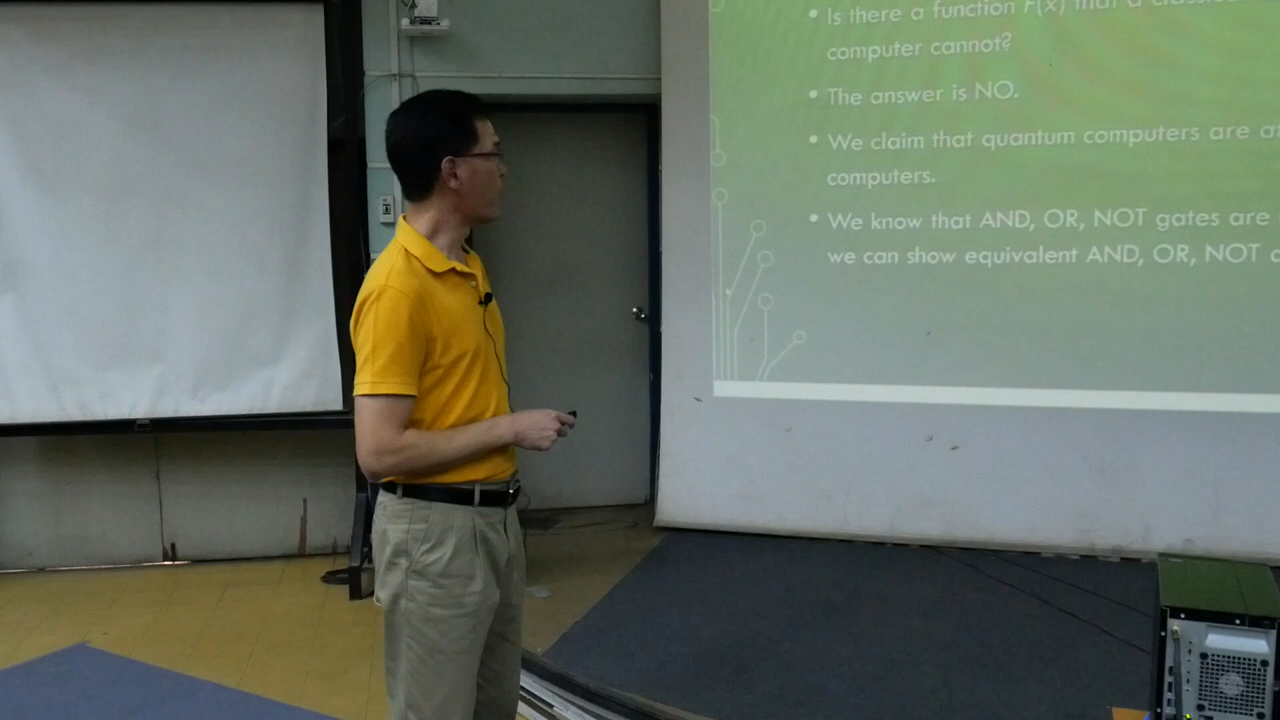 • Is there a function F(x) that a
computer cannot?
• The answer is NO.
• We claim that quantum computers are
computers.
• We know that AND, OR, NOT gates are
we can show equivalent AND, OR, NOT